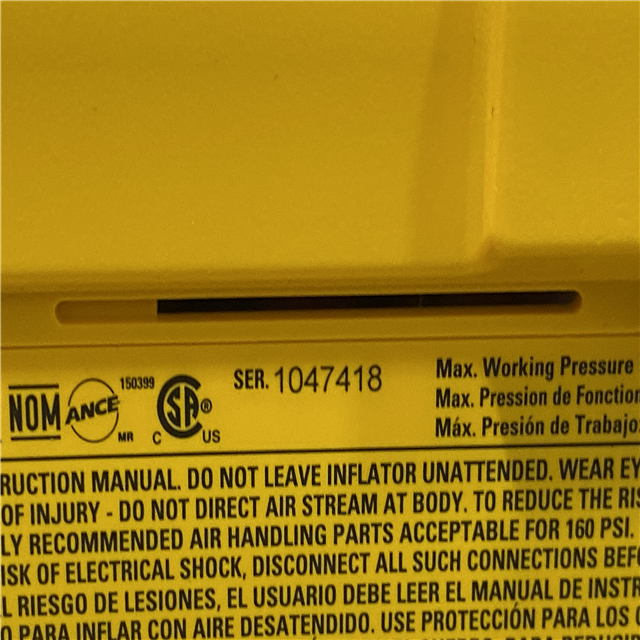 NOM
ANCE
150399
MR
SA®
C US
SER. 1047418
Max. Working Pressure
Max. Pression de Fonction
Máx. Presión de Trabajo:
RUCTION MANUAL. DO NOT LEAVE INFLATOR UNATTENDED. WEAR EY
OF INJURY - DO NOT DIRECT AIR STREAM AT BODY. TO REDUCE THE RI
LY RECOMMENDED AIR HANDLING PARTS ACCEPTABLE FOR 160 PSI.
ISK OF ELECTRICAL SHOCK, DISCONNECT ALL SUCH CONNECTIONS BEF
L RIESGO DE LESIONES, EL USUARIO DEBE LEER EL MANUAL DE INSTR
O PARA INFLAR CON AIRE DESATENDIDO. USE PROTECCIÓN PARA LOS